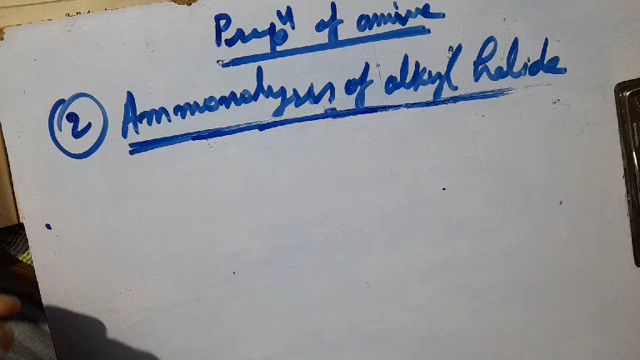 Prepⁿ of amine
2 Ammonolysis of alkyl halide